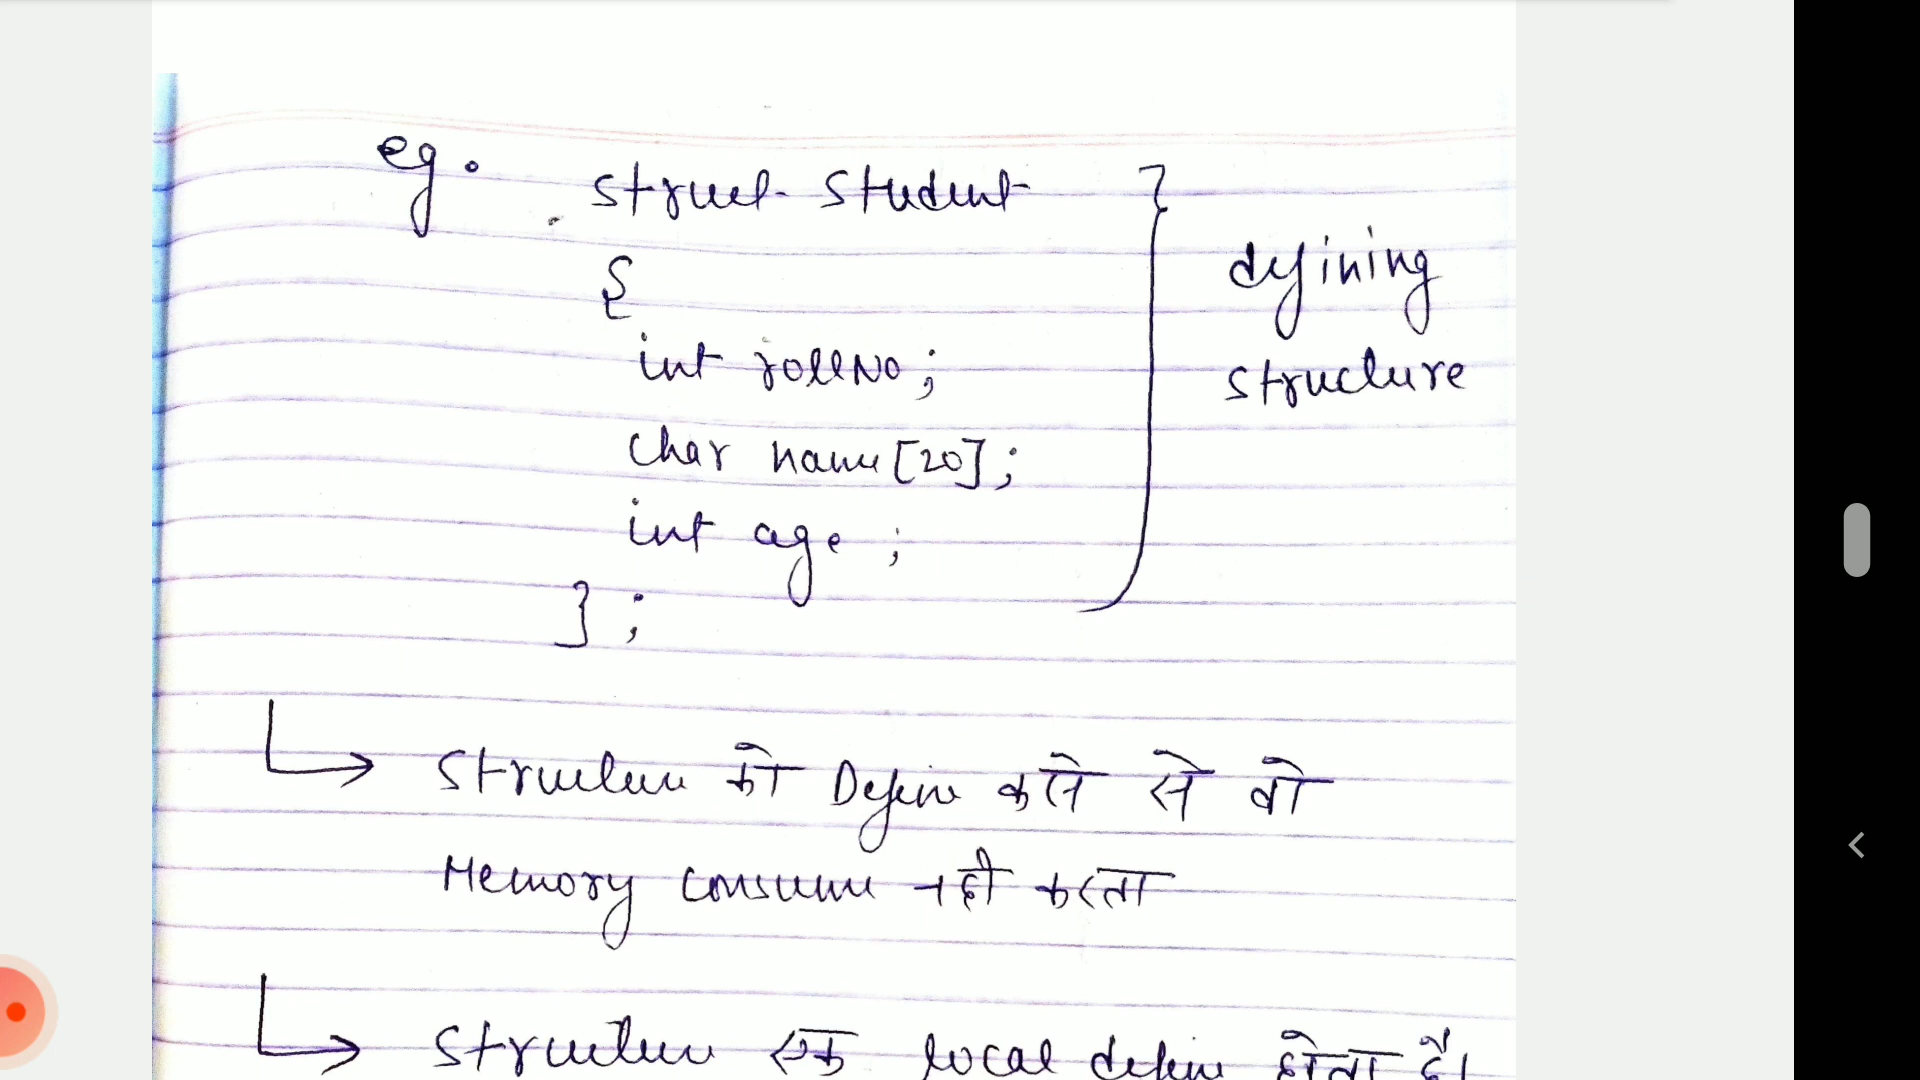 eg. struct student
{
int rollNo;
char name[20];
int age;
};
defining
structure
structure को Define करने से वो
Memory consume नही करता
structure एक local define होता है।